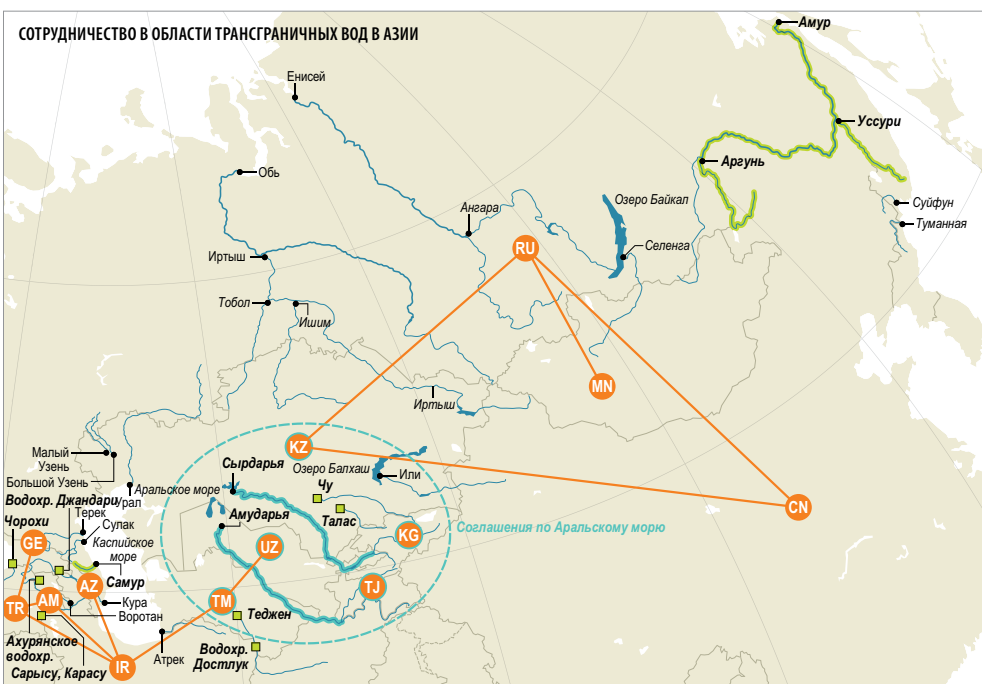 СОТРУДНИЧЕСТВО В ОБЛАСТИ ТРАНСГРАНИЧНЫХ ВОД В АЗИИ
Амур
Енисей
Уссури
Аргунь
Обь
Ангара
Озеро Байкал
Суйфун
Туманная
Селенга
RU
Иртыш
Тобол
Ишим
MN
Иртыш
KZ
Малый
Узень
Большой Узень
Сырдарья
Озеро Балхаш
Или
Чу
Водохр. Джандари
Урал
Аральское море
CN
Чорохи
Терек
Сулак
Амударья
Талас
Соглашения по Аральскому морю
GE
Каспийское
море
UZ
KG
AZ
Самур
TJ
TR
AM
Кура
Воротан
TM
Теджен
Ахурянское
водохр.
Сарысу, Карасу
IR
Атрек
Водохр.
Достлук